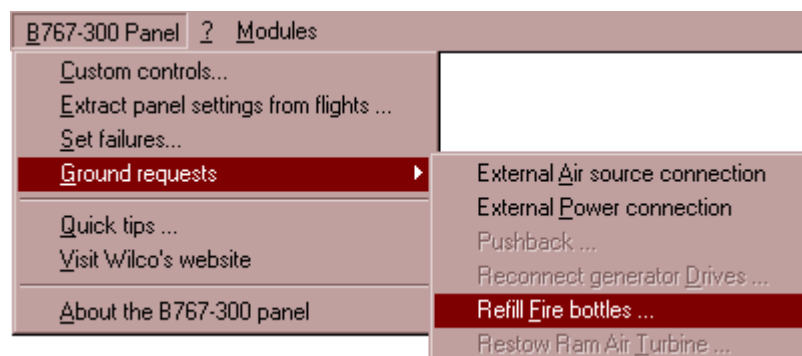 B767-300 Panel ? Modules
Custom controls...
Extract panel settings from flights ...
Set failures...
Ground requests
Quick tips ...
Visit Wilco's website
About the B767-300 panel
External Air source connection
External Power connection
Pushback ...
Reconnect generator Drives ...
Refill Fire bottles ...
Restow Ram Air Turbine ...